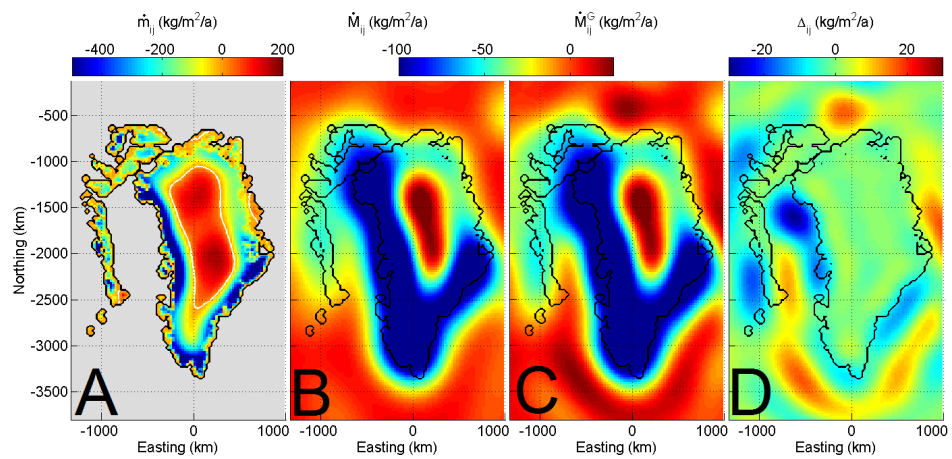 ṁij (kg/m²/a)
Ṁij (kg/m²/a)
ṀijG (kg/m²/a)
Δij (kg/m²/a)
-400 -200 0 200
-100 -50 0
-20 0 20
Northing (km)
-500
-1000
-1500
-2000
-2500
-3000
-3500
A
B
C
D
-1000 0 1000
-1000 0 1000
-1000 0 1000
-1000 0 1000
Easting (km)
Easting (km)
Easting (km)
Easting (km)